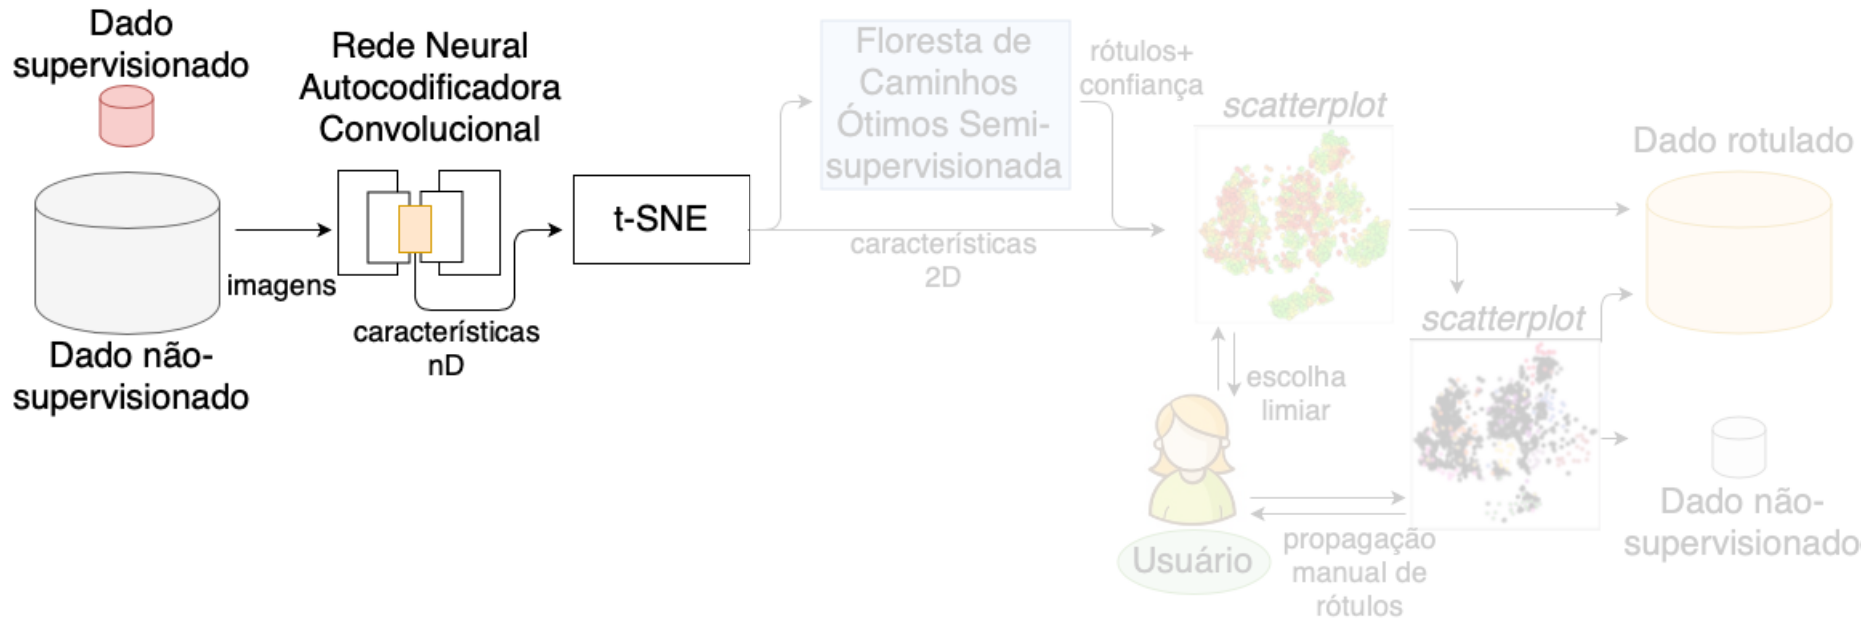 Dado
supervisionado
Rede Neural
Autocodificadora
Convolucional
imagens
Dado não-
supervisionado
características
nD
t-SNE
Floresta de
Caminhos
Ótimos Semi-
supervisionada
rótulos+
confiança
características
2D
scatterplot
escolha
limiar
Usuário
propagação
manual de
rótulos
scatterplot
Dado rotulado
Dado não-
supervisionado